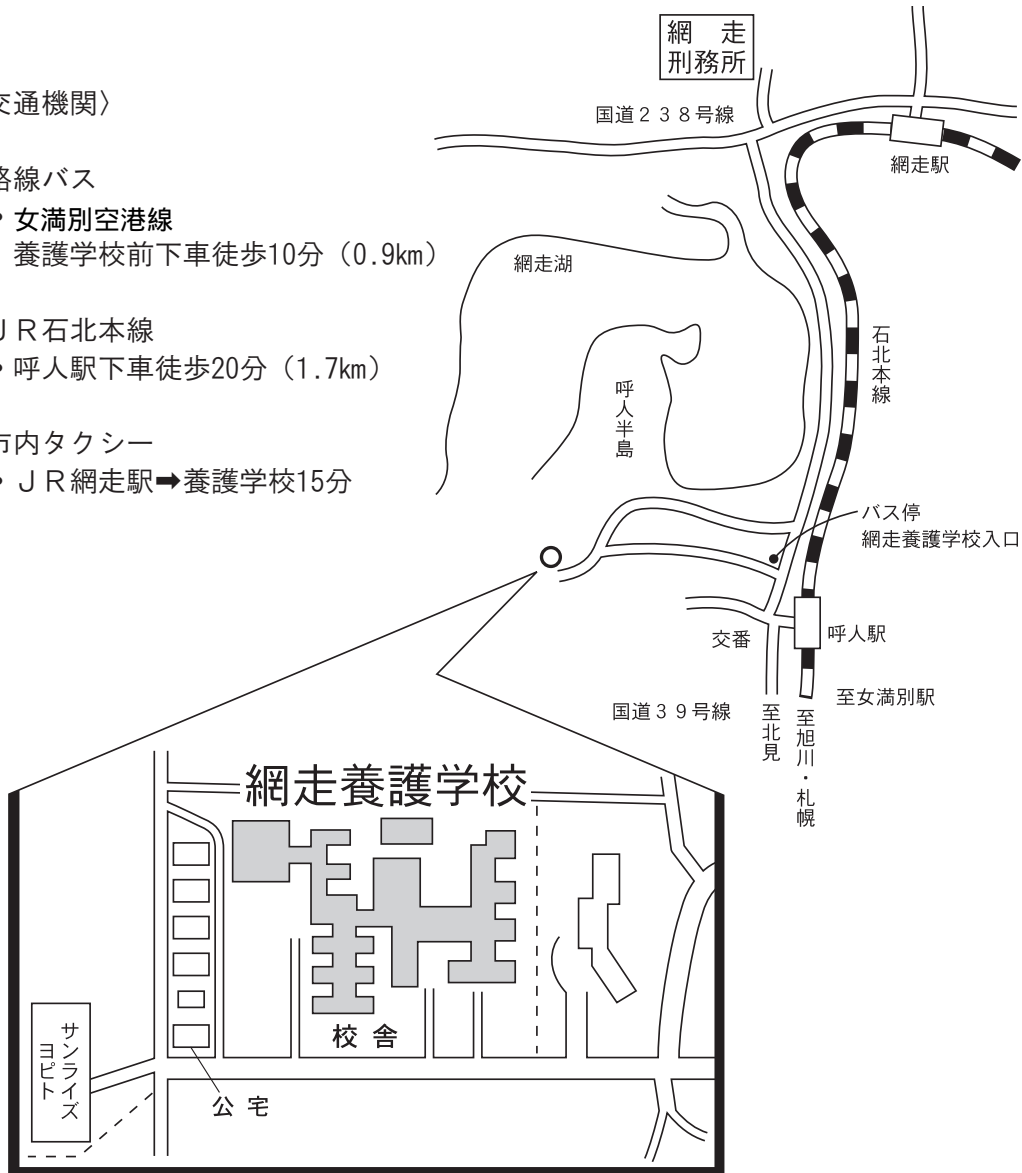 交通機関〉
路線バス
・女満別空港線
養護学校前下車徒歩10分（0.9km）
ＪＲ石北本線
・呼人駅下車徒歩20分（1.7km）
市内タクシー
・ＪＲ網走駅➡養護学校15分
網　走
刑務所
国道２３８号線
網走駅
網走湖
石北本線
呼人半島
バス停
網走養護学校入口
交番
呼人駅
至女満別駅
国道３９号線
至北見
至旭川・札幌
網走養護学校
校 舎
サンライズ
ヨピト
公 宅